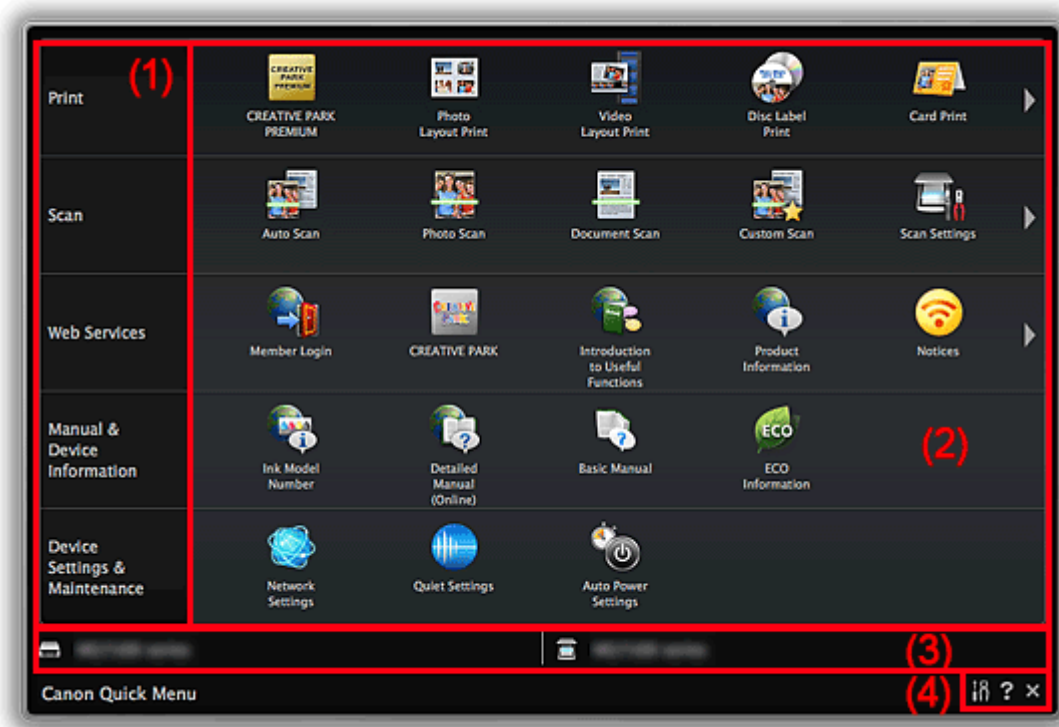 (1)
Print
CREATIVE
PARK
PREMIUM
CREATIVE PARK
PREMIUM
Photo
Layout Print
Video
Layout Print
Disc Label
Print
Card Print
Scan
Auto Scan
Photo Scan
Document Scan
Custom Scan
Scan Settings
Web Services
Member Login
CREATIVE PARK
Introduction
to Useful
Functions
Product
Information
Notices
Manual &
Device
Information
Ink Model
Number
Detailed
Manual
(Online)
Basic Manual
ECO
ECO
Information
(2)
Device
Settings &
Maintenance
Network
Settings
Quiet Settings
Auto Power
Settings
(3)
Canon Quick Menu
(4)
? ×